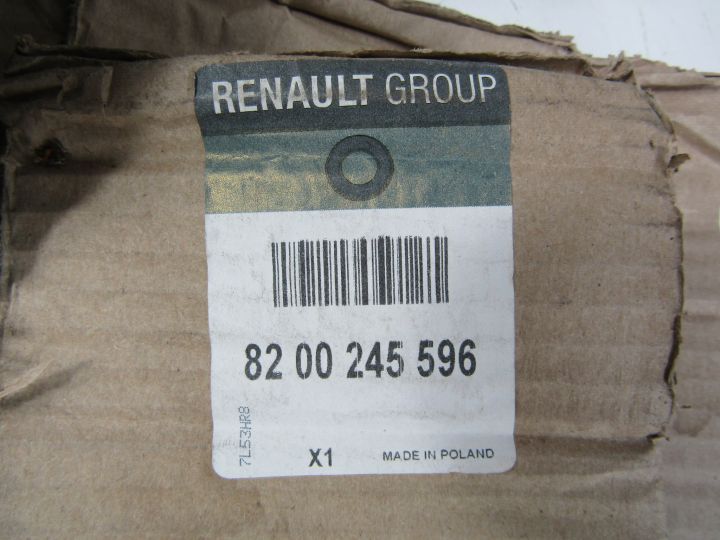 RENAULT GROUP
82 00 245 596
7L53HR8
X1 MADE IN POLAND